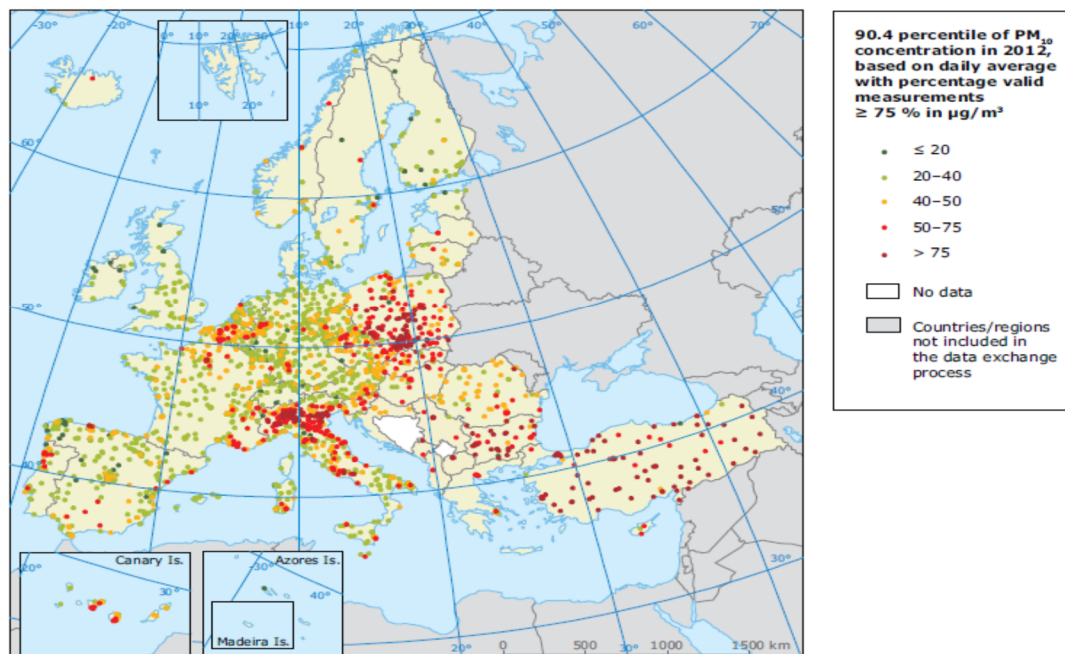 -30°
-20°
-10°
0°
10°
20°
30°
40°
50°
60°
70°
10°
20°
60°
50°
50°
40°
40°
Canary Is.
Azores Is.
-20°
30°
-30°
40°
Madeira Is.
30°
20°
0
500
30°
1000
1500 km
90.4 percentile of PM₁₀
concentration in 2012,
based on daily average
with percentage valid
measurements
≥ 75 % in µg/m³
≤ 20
20–40
40–50
50–75
> 75
No data
Countries/regions
not included in
the data exchange
process